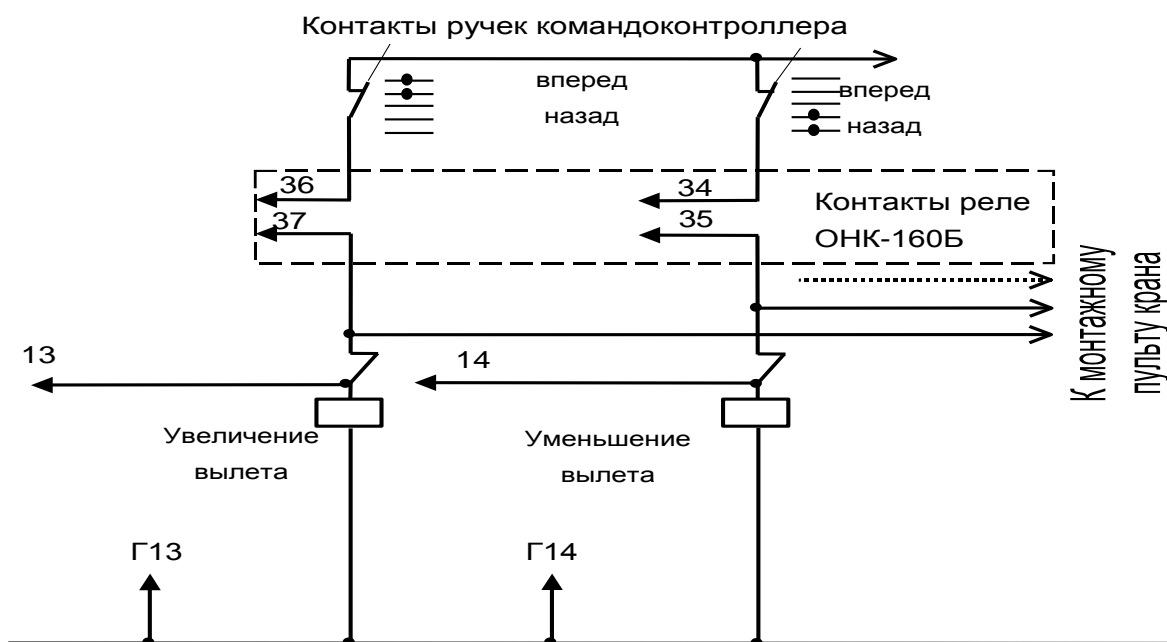 Контакты ручек командоконтроллера
вперед
назад
вперед
назад
36
34
Контакты реле
37
35
ОНК-160Б
К монтажному
пульту крана
13
14
Увеличение
вылета
Уменьшение
вылета
Г13
Г14